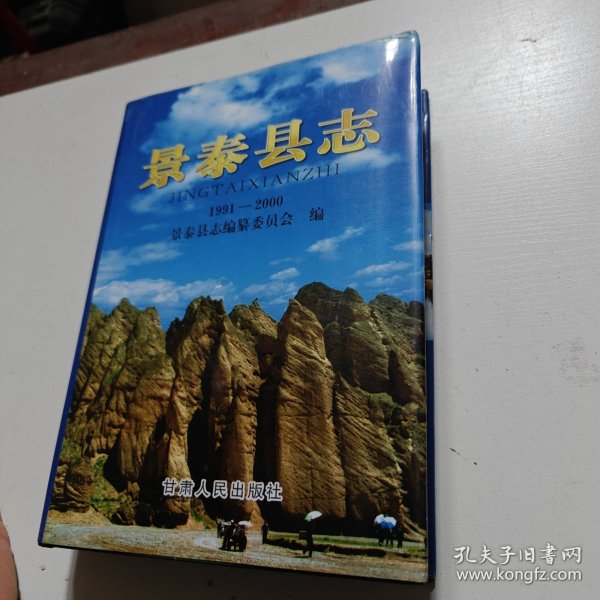 景泰县志
JINGTAIXIANZHI
1991—2000
景泰县志编纂委员会 编
甘肃人民出版社
孔夫子旧书网
www.kongfz.com